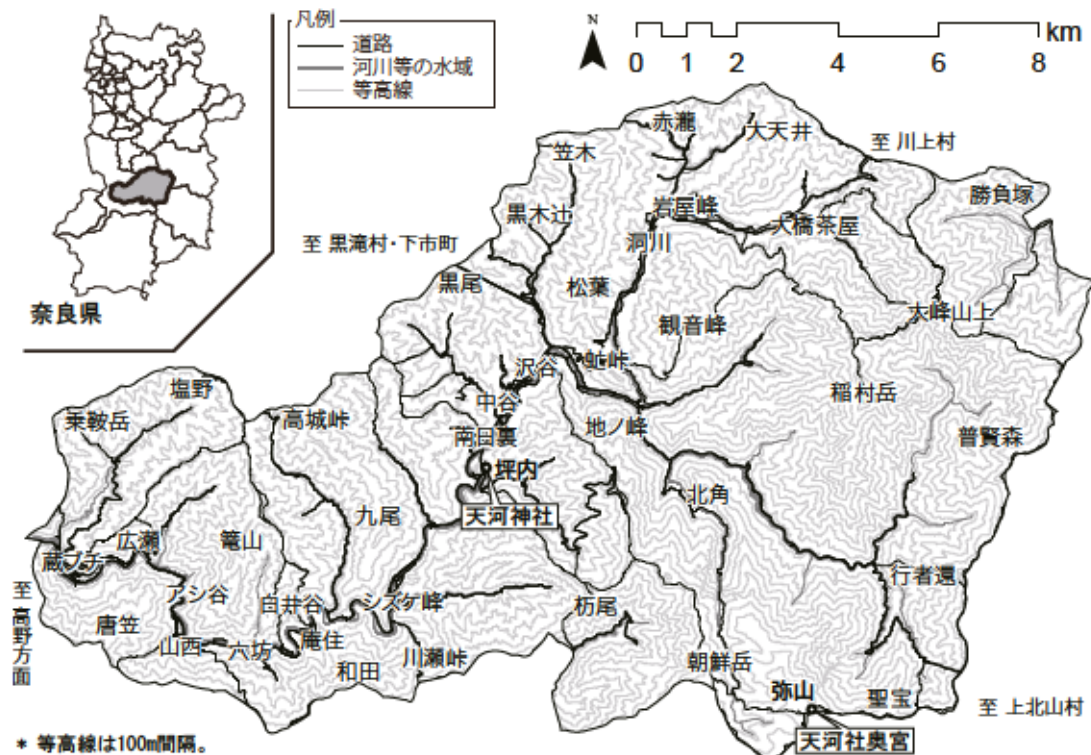 凡例
道路
河川等の水域
等高線
N
0 1 2 4 6 8 km
奈良県
至 黒滝村・下市町
至 川上村
赤瀧
大天井
笠木
勝負塚
岩屋峰
黒木辻
大橋茶屋
洞川
黒尾
松葉
観音峰
大峰山上
沢谷
虻峠
稲村岳
塩野
中谷
乗鞍岳
高城峠
地ノ峰
南日裏
普賢森
坪内
北角
天河神社
九尾
篭山
広瀬
蔵ブチ
行者還
アシ谷
白井谷
シズケ峰
栃尾
唐笠
至 高野方面
山西
穴坊
庵住
和田
川瀬峠
朝鮮岳
弥山
聖宝
至 上北山村
天河社奥宮
* 等高線は100m間隔。